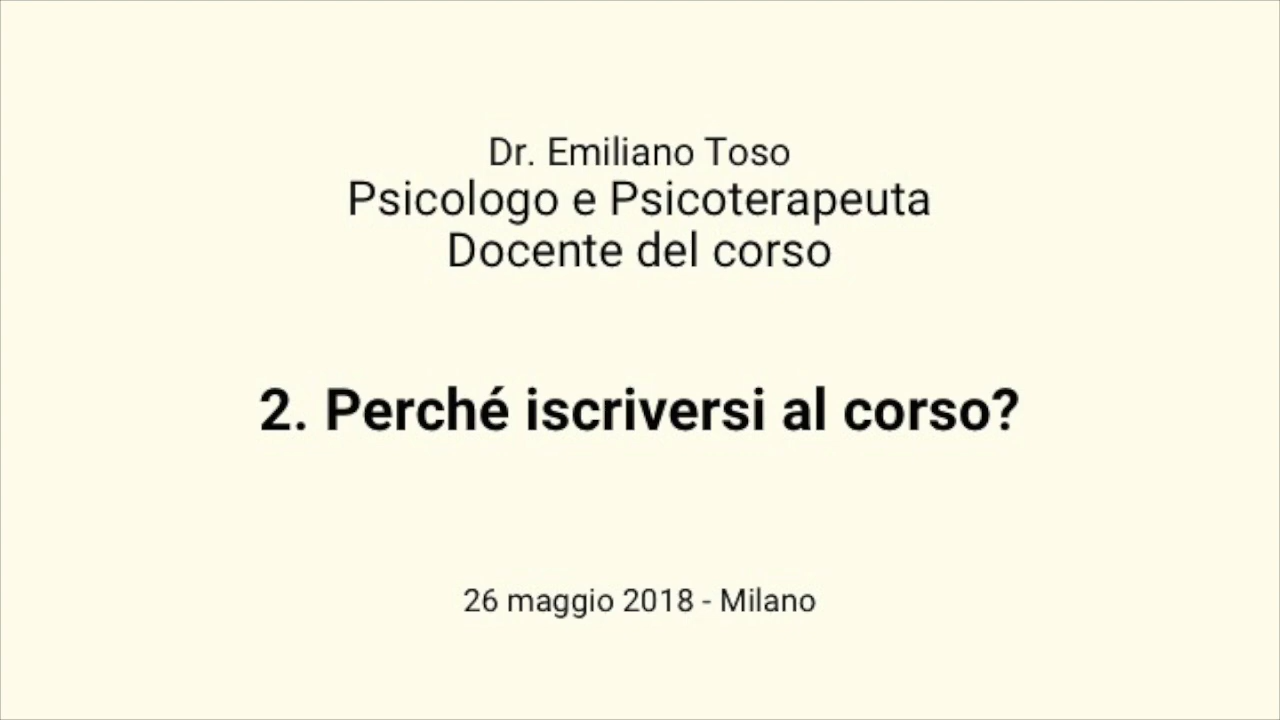 Dr. Emiliano Toso
Psicologo e Psicoterapeuta
Docente del corso
2. Perché iscriversi al corso?
26 maggio 2018 - Milano